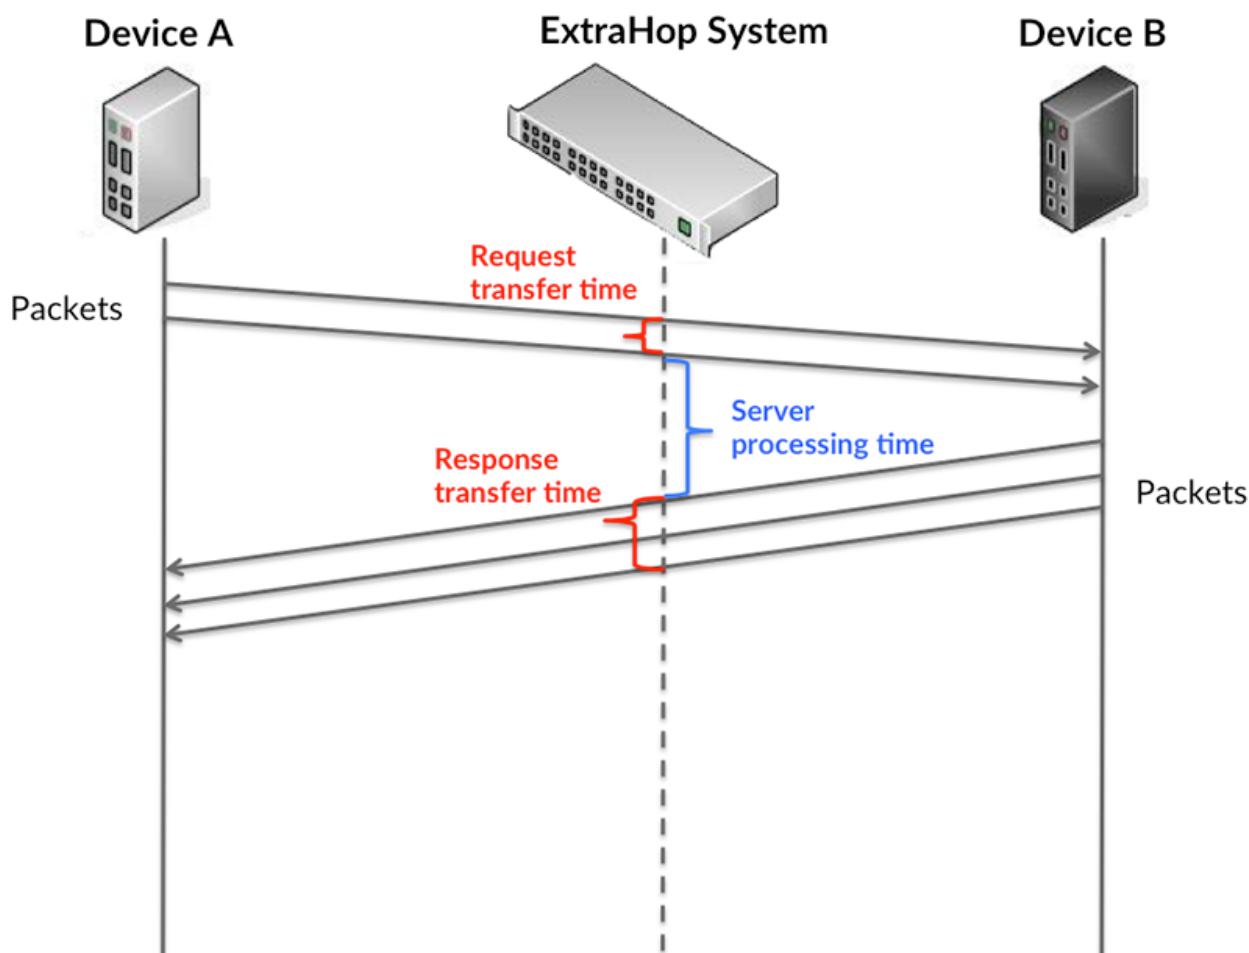 Device A
ExtraHop System
Device B
Request
transfer time
Packets
Server
processing time
Response
transfer time
Packets